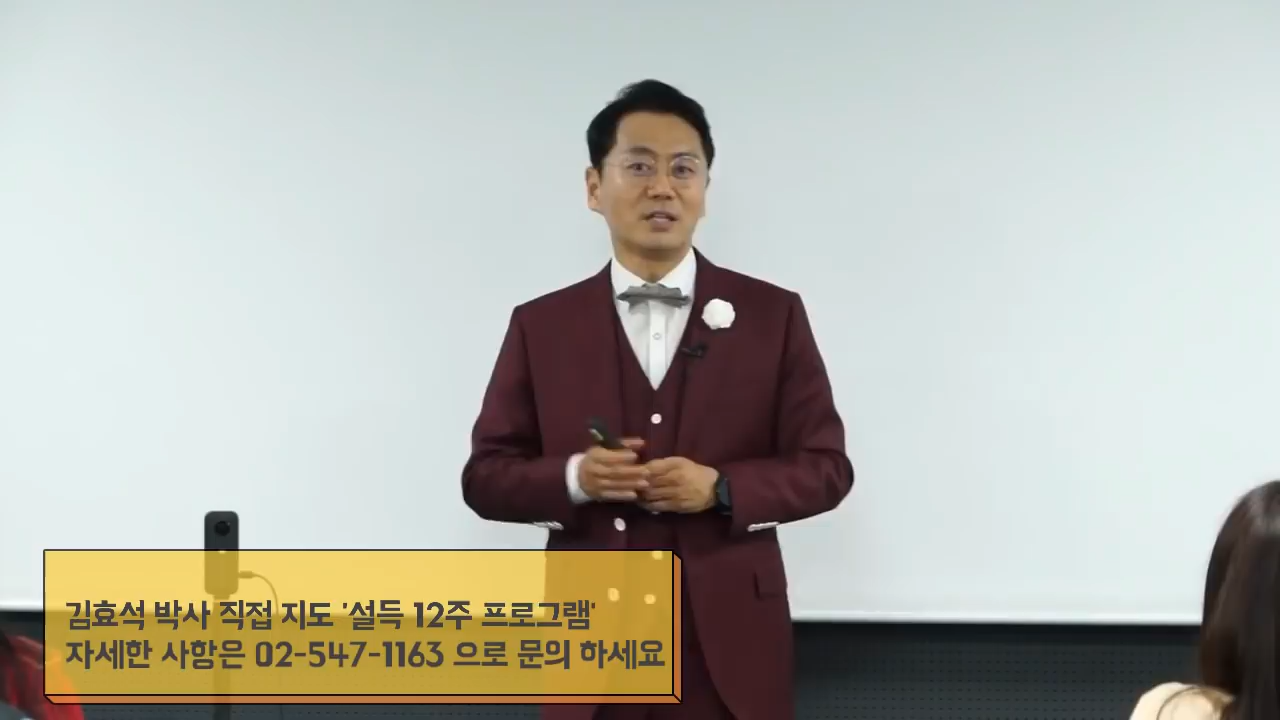 김효석 박사 직접 지도 '설득 12주 프로그램'
자세한 사항은 02-547-1163 으로 문의 하세요